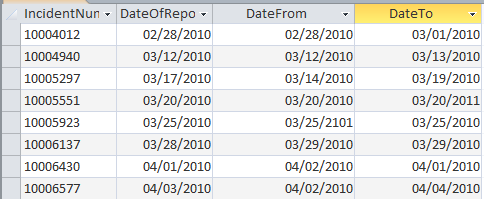 IncidentNun DateOfRepo DateFrom DateTo
10004012 02/28/2010 02/28/2010 03/01/2010
10004940 03/12/2010 03/12/2010 03/13/2010
10005297 03/17/2010 03/14/2010 03/19/2010
10005551 03/20/2010 03/20/2010 03/20/2011
10005923 03/25/2010 03/25/2101 03/25/2010
10006137 03/28/2010 03/29/2010 03/29/2010
10006430 04/01/2010 04/02/2010 04/01/2010
10006577 04/03/2010 04/02/2010 04/04/2010